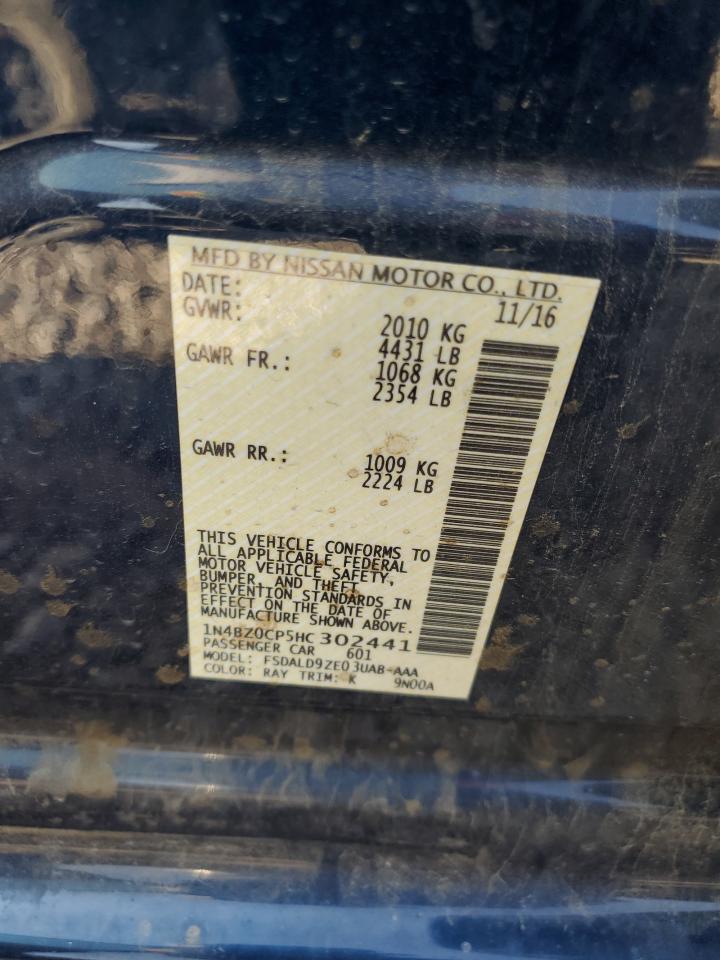 MFD BY NISSAN MOTOR CO., LTD.
DATE: 11/16
GVWR: 2010 KG
4431 LB
GAWR FR.: 1068 KG
2354 LB
GAWR RR.: 1009 KG
2224 LB
THIS VEHICLE CONFORMS TO
ALL APPLICABLE FEDERAL
MOTOR VEHICLE SAFETY,
BUMPER, AND THEFT
PREVENTION STANDARDS IN
EFFECT ON THE DATE OF
MANUFACTURE SHOWN ABOVE.
1N4BZ0CP5HC302441
PASSENGER CAR 601
MODEL: FSDALD9ZE03UAB-AAA
COLOR: RAY TRIM: K 9N00A